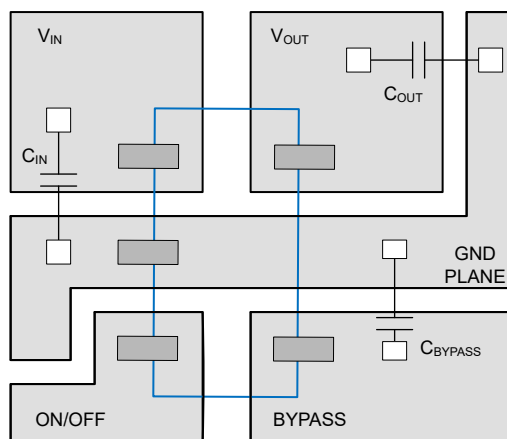 VIN
VOUT
COUT
CIN
GND
PLANE
CBYPASS
ON/OFF
BYPASS